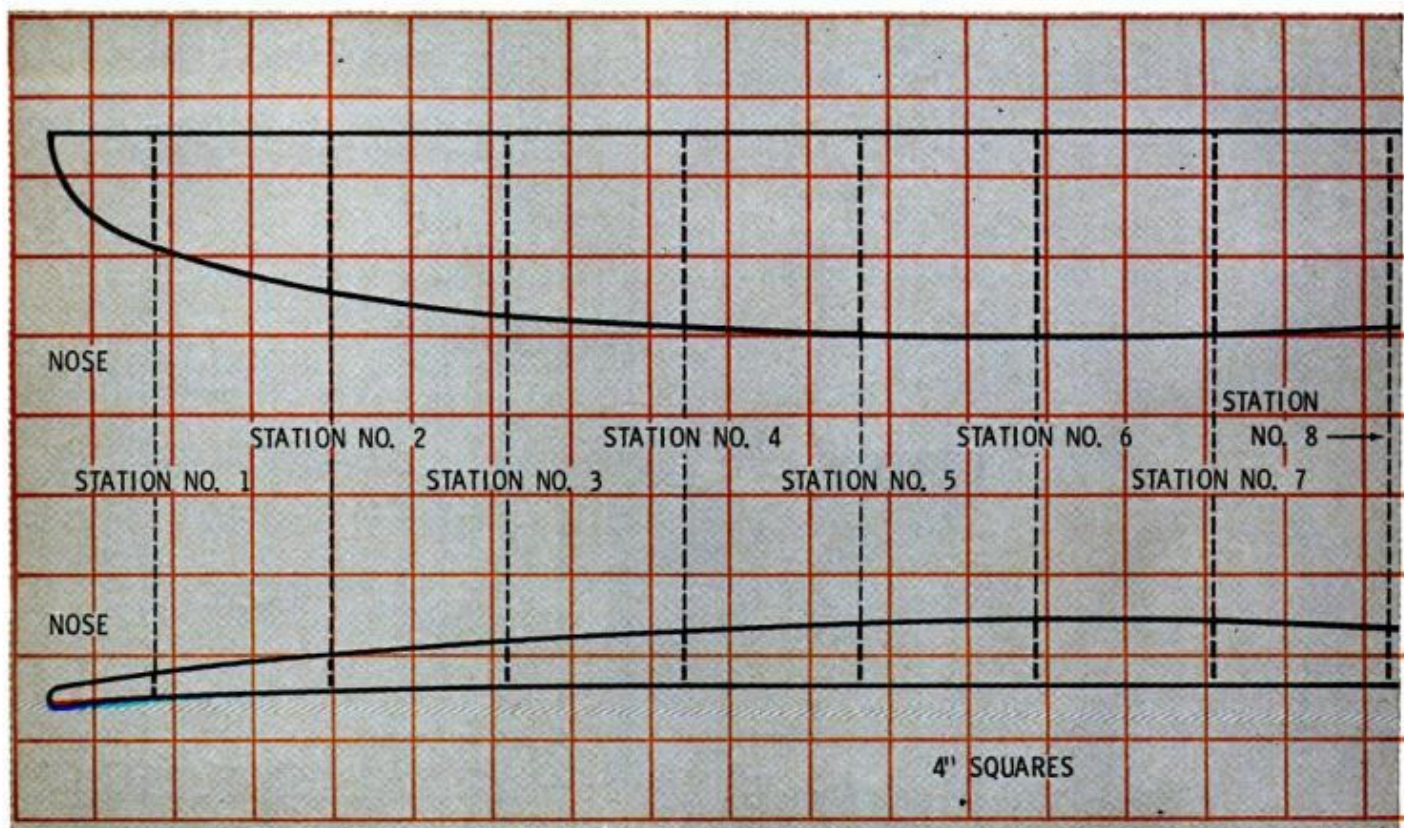 NOSE
STATION
NO. 8
STATION NO. 2
STATION NO. 4
STATION NO. 6
STATION NO. 1
STATION NO. 3
STATION NO. 5
STATION NO. 7
NOSE
4" SQUARES